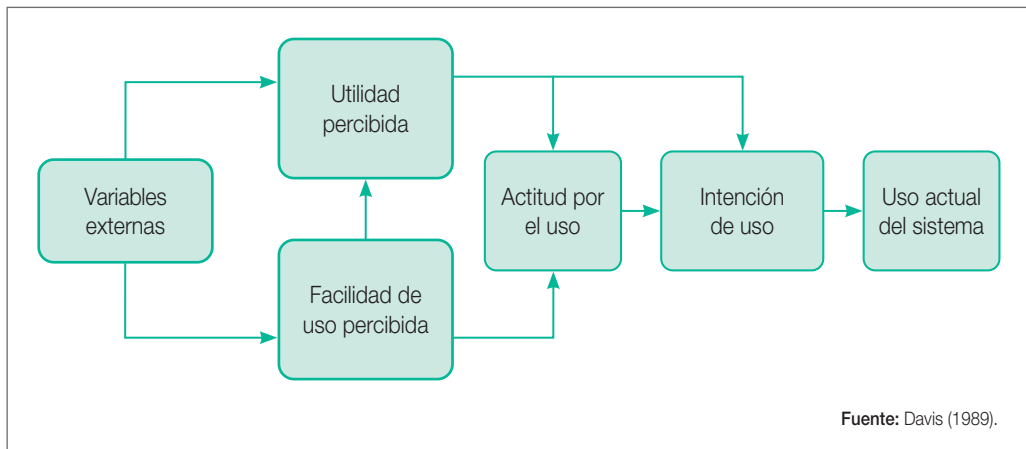 Utilidad
percibida
Variables
externas
Actitud por
el uso
Intención
de uso
Uso actual
del sistema
Facilidad de
uso percibida
Fuente: Davis (1989).